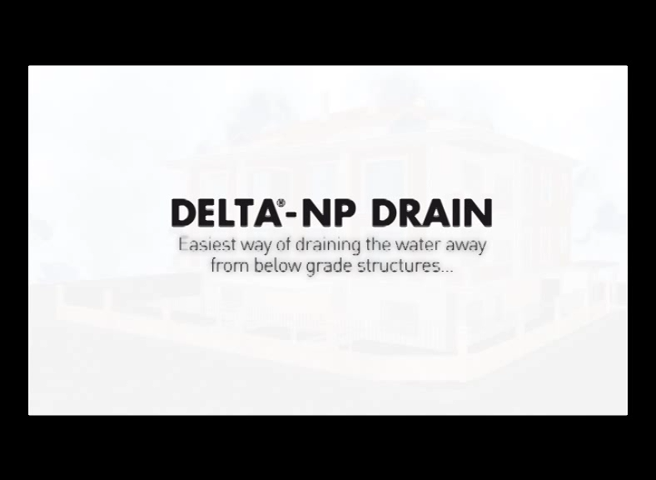 DELTA®-NP DRAIN
Easiest way of draining the water away
from below grade structures...